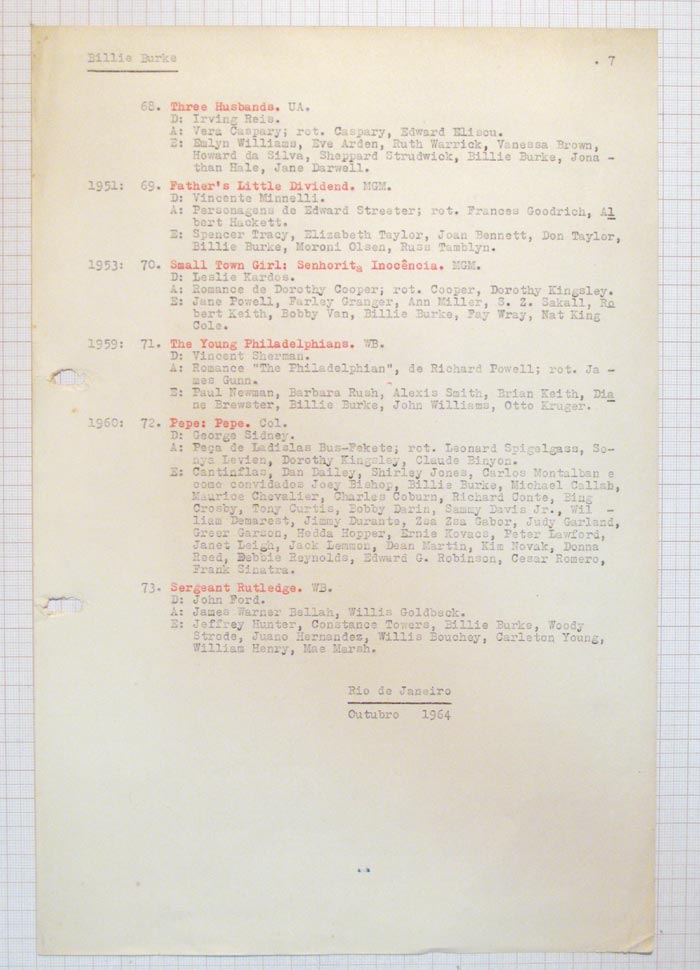 Billie Burke . 7
68. Three Husbands. UA.
D: Irving Reis.
A: Vera Caspary; rot. Caspary, Edward Eliscu.
E: Emlyn Williams, Eve Arden, Ruth Warrick, Vanessa Brown,
Howard da Silva, Sheppard Strudwick, Billie Burke, Jona -
than Hale, Jane Darwell.
1951: 69. Father's Little Dividend. MGM.
D: Vincente Minnelli.
A: Personagens de Edward Streeter; rot. Frances Goodrich, Al
bert Hackett.
E: Spencer Tracy, Elizabeth Taylor, Joan Bennett, Don Taylor,
Billie Burke, Moroni Olsen, Russ Tamblyn.
1953: 70. Small Town Girl: Senhorita Inocência. MGM.
D: Leslie Kardos.
A: Romance de Dorothy Cooper; rot. Cooper, Dorothy Kingsley.
E: Jane Powell, Farley Granger, Ann Miller, S. Z. Sakall, Ro
bert Keith, Bobby Van, Billie Burke, Fay Wray, Nat King
Cole.
1959: 71. The Young Philadelphians. WB.
D: Vincent Sherman.
A: Romance "The Philadelphian", de Richard Powell; rot. Ja -
mes Gunn.
E: Paul Newman, Barbara Rush, Alexis Smith, Brian Keith, Dia
ne Brewster, Billie Burke, John Williams, Otto Kruger.
1960: 72. Pepe: Pepe. Col.
D: George Sidney.
A: Peça de Ladislas Bus-Fekete; rot. Leonard Spigelgass, So-
nya Levien, Dorothy Kingsley, Claude Binyon.
E: Cantinflas, Dan Dailey, Shirley Jones, Carlos Montalban e
como convidados Joey Bishop, Billie Burke, Michael Callah,
Maurice Chevalier, Charles Coburn, Richard Conte, Bing
Crosby, Tony Curtis, Bobby Darin, Sammy Davis Jr., Wil -
liam Demarest, Jimmy Durante, Zsa Zsa Gabor, Judy Garland,
Greer Garson, Hedda Hopper, Ernie Kovacs, Peter Lawford,
Janet Leigh, Jack Lemmon, Dean Martin, Kim Novak, Donna
Reed, Debbie Reynolds, Edward G. Robinson, Cesar Romero,
Frank Sinatra.
73. Sergeant Rutledge. WB.
D: John Ford.
A: James Warner Bellah, Willis Goldbeck.
E: Jeffrey Hunter, Constance Towers, Billie Burke, Woody
Strode, Juano Hernandez, Willis Bouchey, Carleton Young,
William Henry, Mae Marsh.
Rio de Janeiro
Outubro 1964